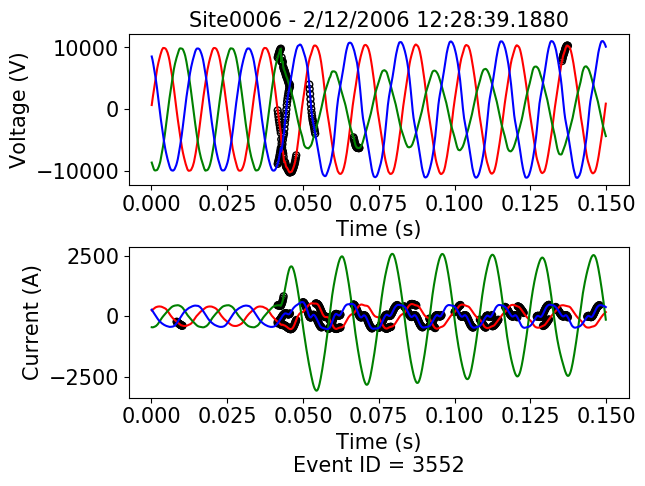 Site0006 - 2/12/2006 12:28:39.1880
Voltage (V)
10000
0
−10000
0.000 0.025 0.050 0.075 0.100 0.125 0.150
Time (s)
Current (A)
2500
0
−2500
0.000 0.025 0.050 0.075 0.100 0.125 0.150
Time (s)
Event ID = 3552